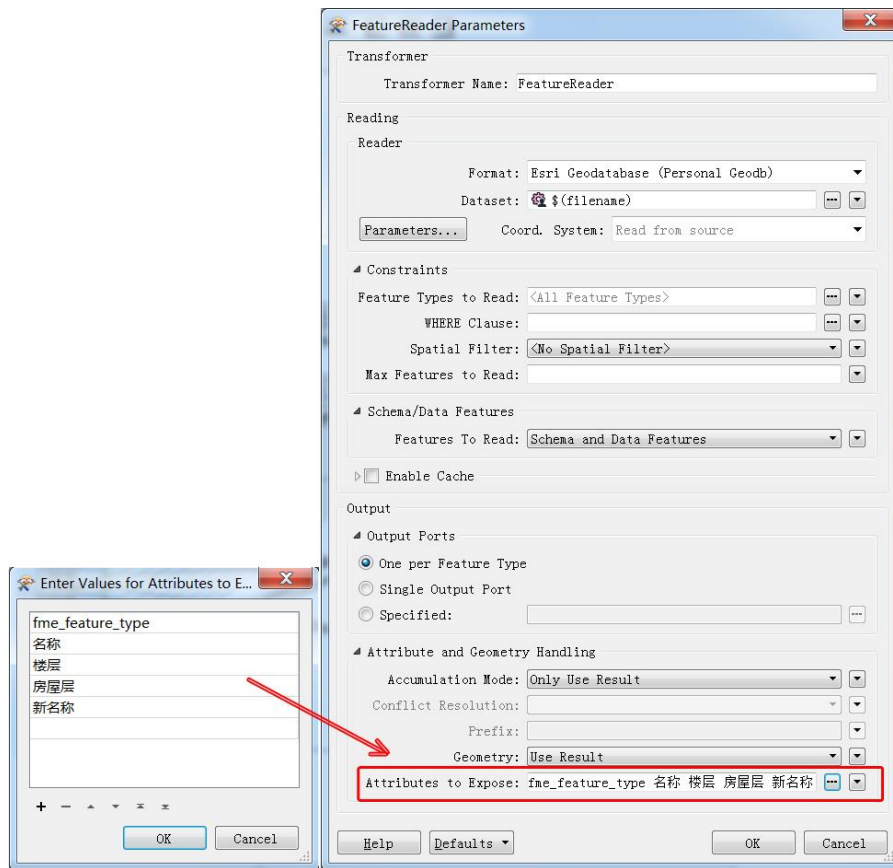 FeatureReader Parameters
Transformer
Transformer Name: FeatureReader
Reading
Reader
Format: Esri Geodatabase (Personal Geodb)
Dataset: $(filename)
Parameters... Coord. System: Read from source
Constraints
Feature Types to Read: <All Feature Types>
WHERE Clause:
Spatial Filter: <No Spatial Filter>
Max Features to Read:
Schema/Data Features
Features To Read: Schema and Data Features
Enable Cache
Output
Output Ports
One per Feature Type
Single Output Port
Specified:
Attribute and Geometry Handling
Accumulation Mode: Only Use Result
Conflict Resolution:
Prefix:
Geometry: Use Result
Attributes to Expose: fme_feature_type 名称 楼层 房屋层 新名称
Help Defaults OK Cancel
Enter Values for Attributes to E...
fme_feature_type
名称
楼层
房屋层
新名称
OK Cancel